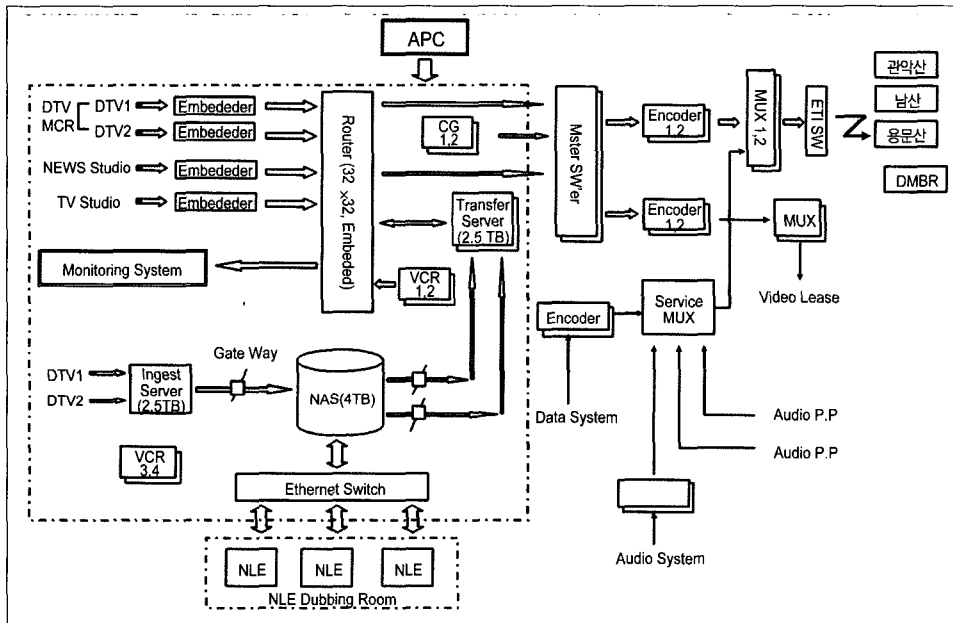 APC
관악산
남산
용문산
DMBR
DTV
MCR
DTV1
DTV2
NEWS Studio
TV Studio
Embededer
Embededer
Embededer
Embededer
Router (32 ×32, Embeded)
CG
1,2
Transfer
Server
(2.5 TB)
VCR
1,2
Mster SW'er
Encoder
1,2
Encoder
1,2
MUX 1,2
ETI SW
MUX
Video Lease
Monitoring System
Encoder
Service
MUX
Data System
Audio P.P
Audio P.P
Audio System
Gate Way
DTV1
DTV2
Ingest
Server
(2,5TB)
NAS(4TB)
VCR
3,4
Ethernet Switch
NLE
NLE
NLE
NLE Dubbing Room